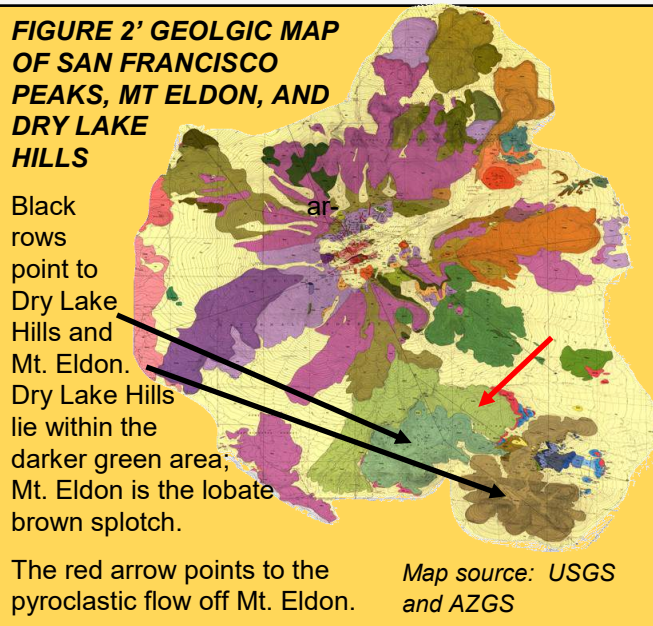 FIGURE 2’ GEOLGIC MAP
OF SAN FRANCISCO
PEAKS, MT ELDON, AND
DRY LAKE
HILLS
Black ar-
rows
point to
Dry Lake
Hills and
Mt. Eldon.
Dry Lake Hills
lie within the
darker green area;
Mt. Eldon is the lobate
brown splotch.
The red arrow points to the
pyroclastic flow off Mt. Eldon.
Map source: USGS
and AZGS